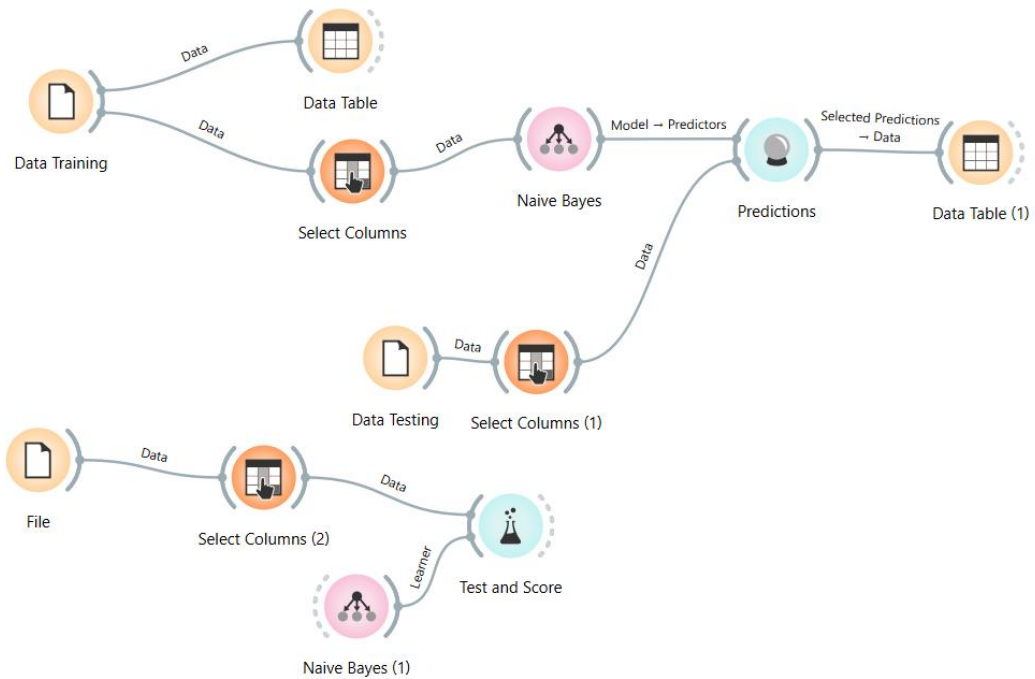 Data
Data Table
Data Training
Data
Select Columns
Data
Naive Bayes
Model → Predictors
Predictions
Selected Predictions
→ Data
Data Table (1)
Data
Data Testing
Data
Select Columns (1)
File
Data
Select Columns (2)
Data
Test and Score
Learner
Naive Bayes (1)